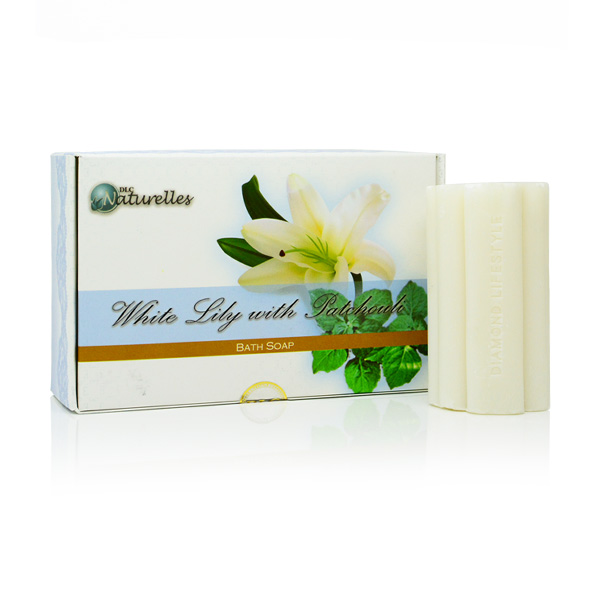 DLC
Naturelles
White Lily with Patchouli
BATH SOAP
DIAMOND LIFESTYLE